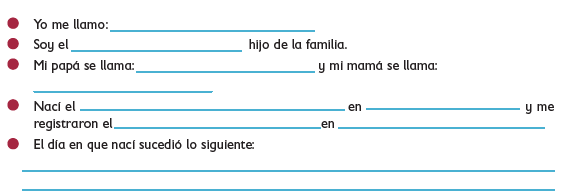 Yo me llamo:
Soy el hijo de la familia.
Mi papá se llama: y mi mamá se llama:
Nací el en y me
registraron el en
El día en que nací sucedió lo siguiente: